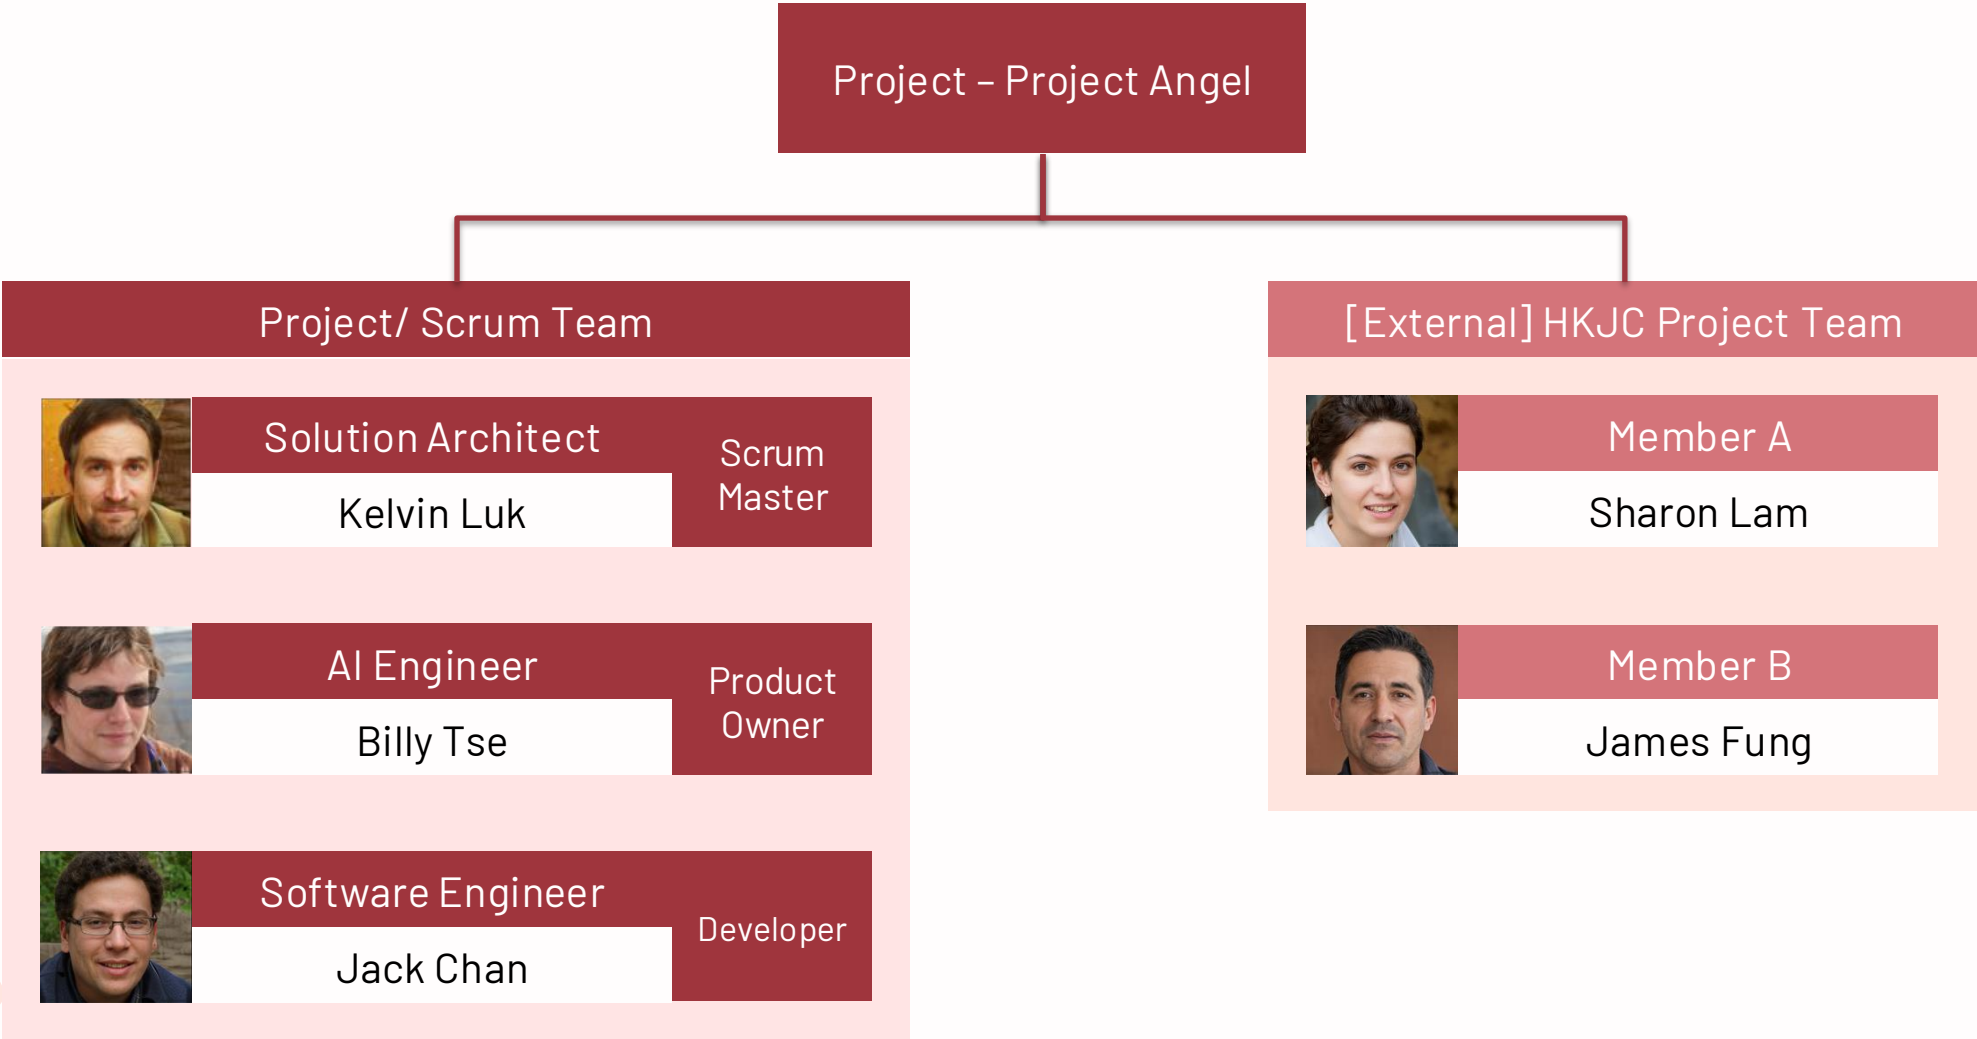 Project – Project Angel
Project/ Scrum Team
Solution Architect
Kelvin Luk
Scrum
Master
AI Engineer
Billy Tse
Product
Owner
Software Engineer
Jack Chan
Developer
[External] HKJC Project Team
Member A
Sharon Lam
Member B
James Fung